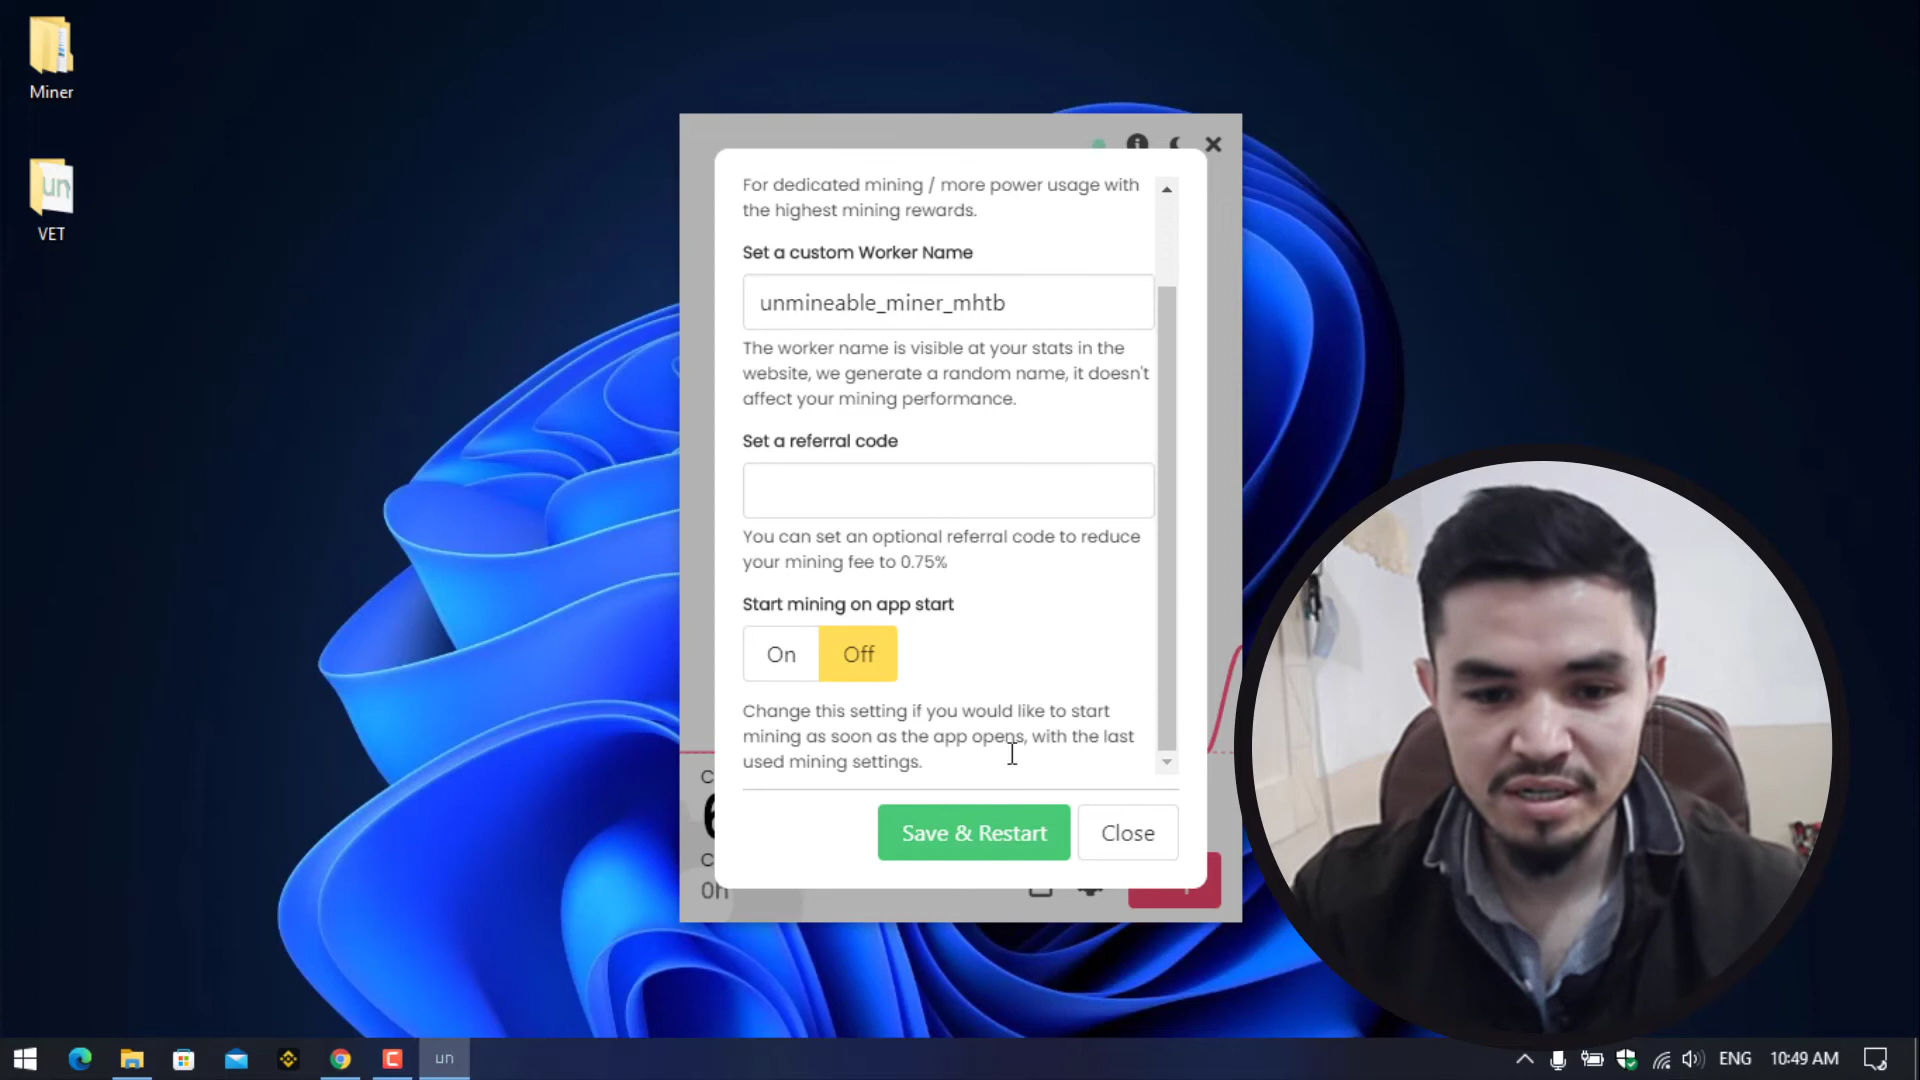 Miner
un
VET
For dedicated mining / more power usage with
the highest mining rewards.
Set a custom Worker Name
unmineable_miner_mhtb
The worker name is visible at your stats in the
website, we generate a random name, it doesn't
affect your mining performance.
Set a referral code
You can set an optional referral code to reduce
your mining fee to 0.75%
Start mining on app start
On Off
Change this setting if you would like to start
mining as soon as the app opens, with the last
used mining settings.
Save & Restart Close
0h
un
ENG 10:49 AM